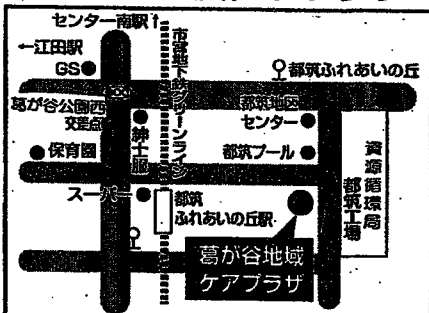 センター南駅↑
←江田駅
GS
市営地下鉄グリーンライン
都筑ふれあいの丘
葛が谷公園西
交差点
都筑地区
センター
紳士服
保育園
都筑プール
資源循環局
都筑工場
スーパー
都筑
ふれあいの丘駅
葛が谷地域
ケアプラザ